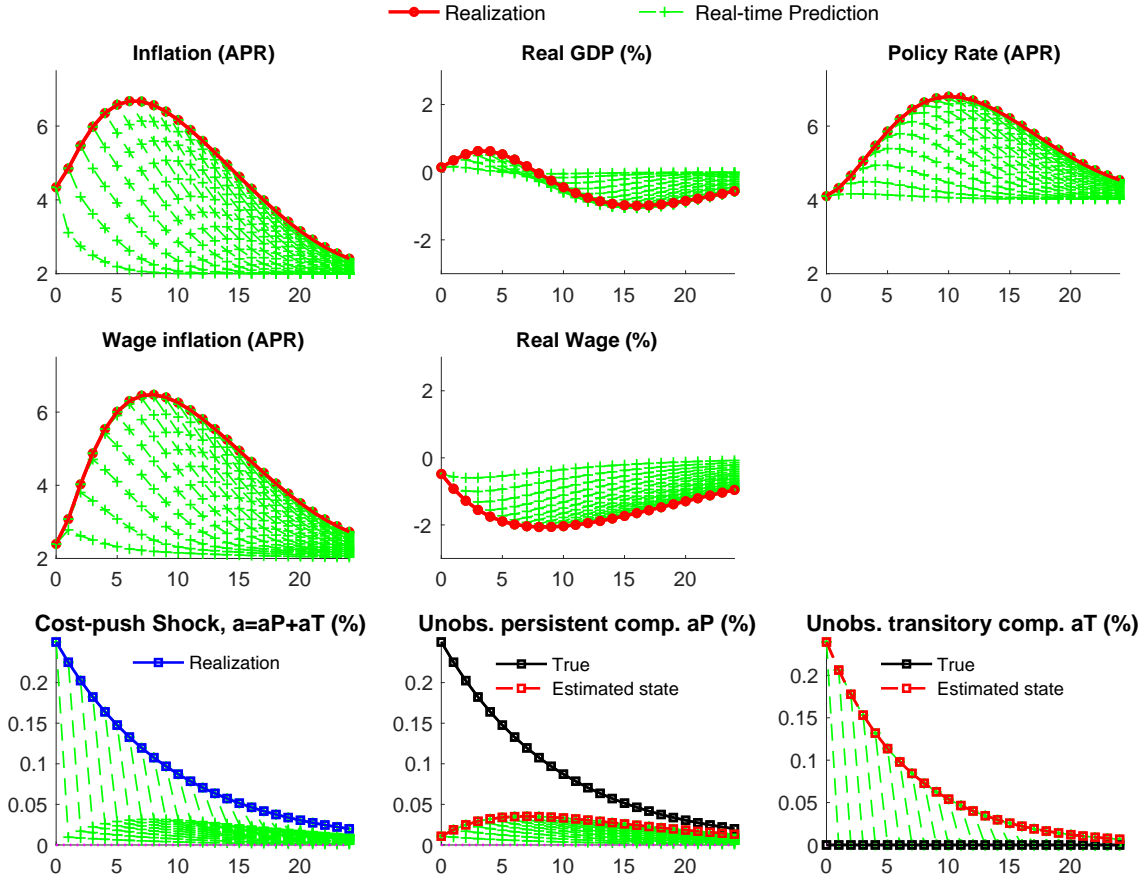 Realization
Real-time Prediction
Inflation (APR)
Real GDP (%)
Policy Rate (APR)
6
4
2
0 5 10 15 20
2
0
-2
0 5 10 15 20
6
4
2
0 5 10 15 20
Wage inflation (APR)
Real Wage (%)
6
4
2
0 5 10 15 20
2
0
-2
0 5 10 15 20
Cost-push Shock, a=aP+aT (%)
Unobs. persistent comp. aP (%)
Unobs. transitory comp. aT (%)
Realization
0.2
0.15
0.1
0.05
0
0 5 10 15 20
True
Estimated state
0.2
0.15
0.1
0.05
0
0 5 10 15 20
True
Estimated state
0.2
0.15
0.1
0.05
0
0 5 10 15 20